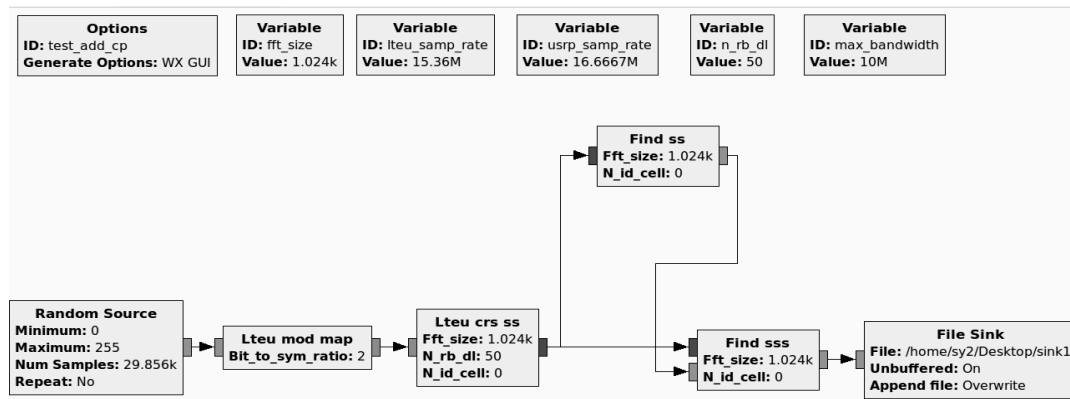 Options
ID: test_add_cp
Generate Options: WX GUI
Variable
ID: fft_size
Value: 1.024k
Variable
ID: lteu_samp_rate
Value: 15.36M
Variable
ID: usrp_samp_rate
Value: 16.6667M
Variable
ID: n_rb_dl
Value: 50
Variable
ID: max_bandwidth
Value: 10M
Find ss
Fft_size: 1.024k
N_id_cell: 0
Random Source
Minimum: 0
Maximum: 255
Num Samples: 29.856k
Repeat: No
Lteu mod map
Bit_to_sym_ratio: 2
Lteu crs ss
Fft_size: 1.024k
N_rb_dl: 50
N_id_cell: 0
Find sss
Fft_size: 1.024k
N_id_cell: 0
File Sink
File: /home/sy2/Desktop/sink1
Unbuffered: On
Append file: Overwrite